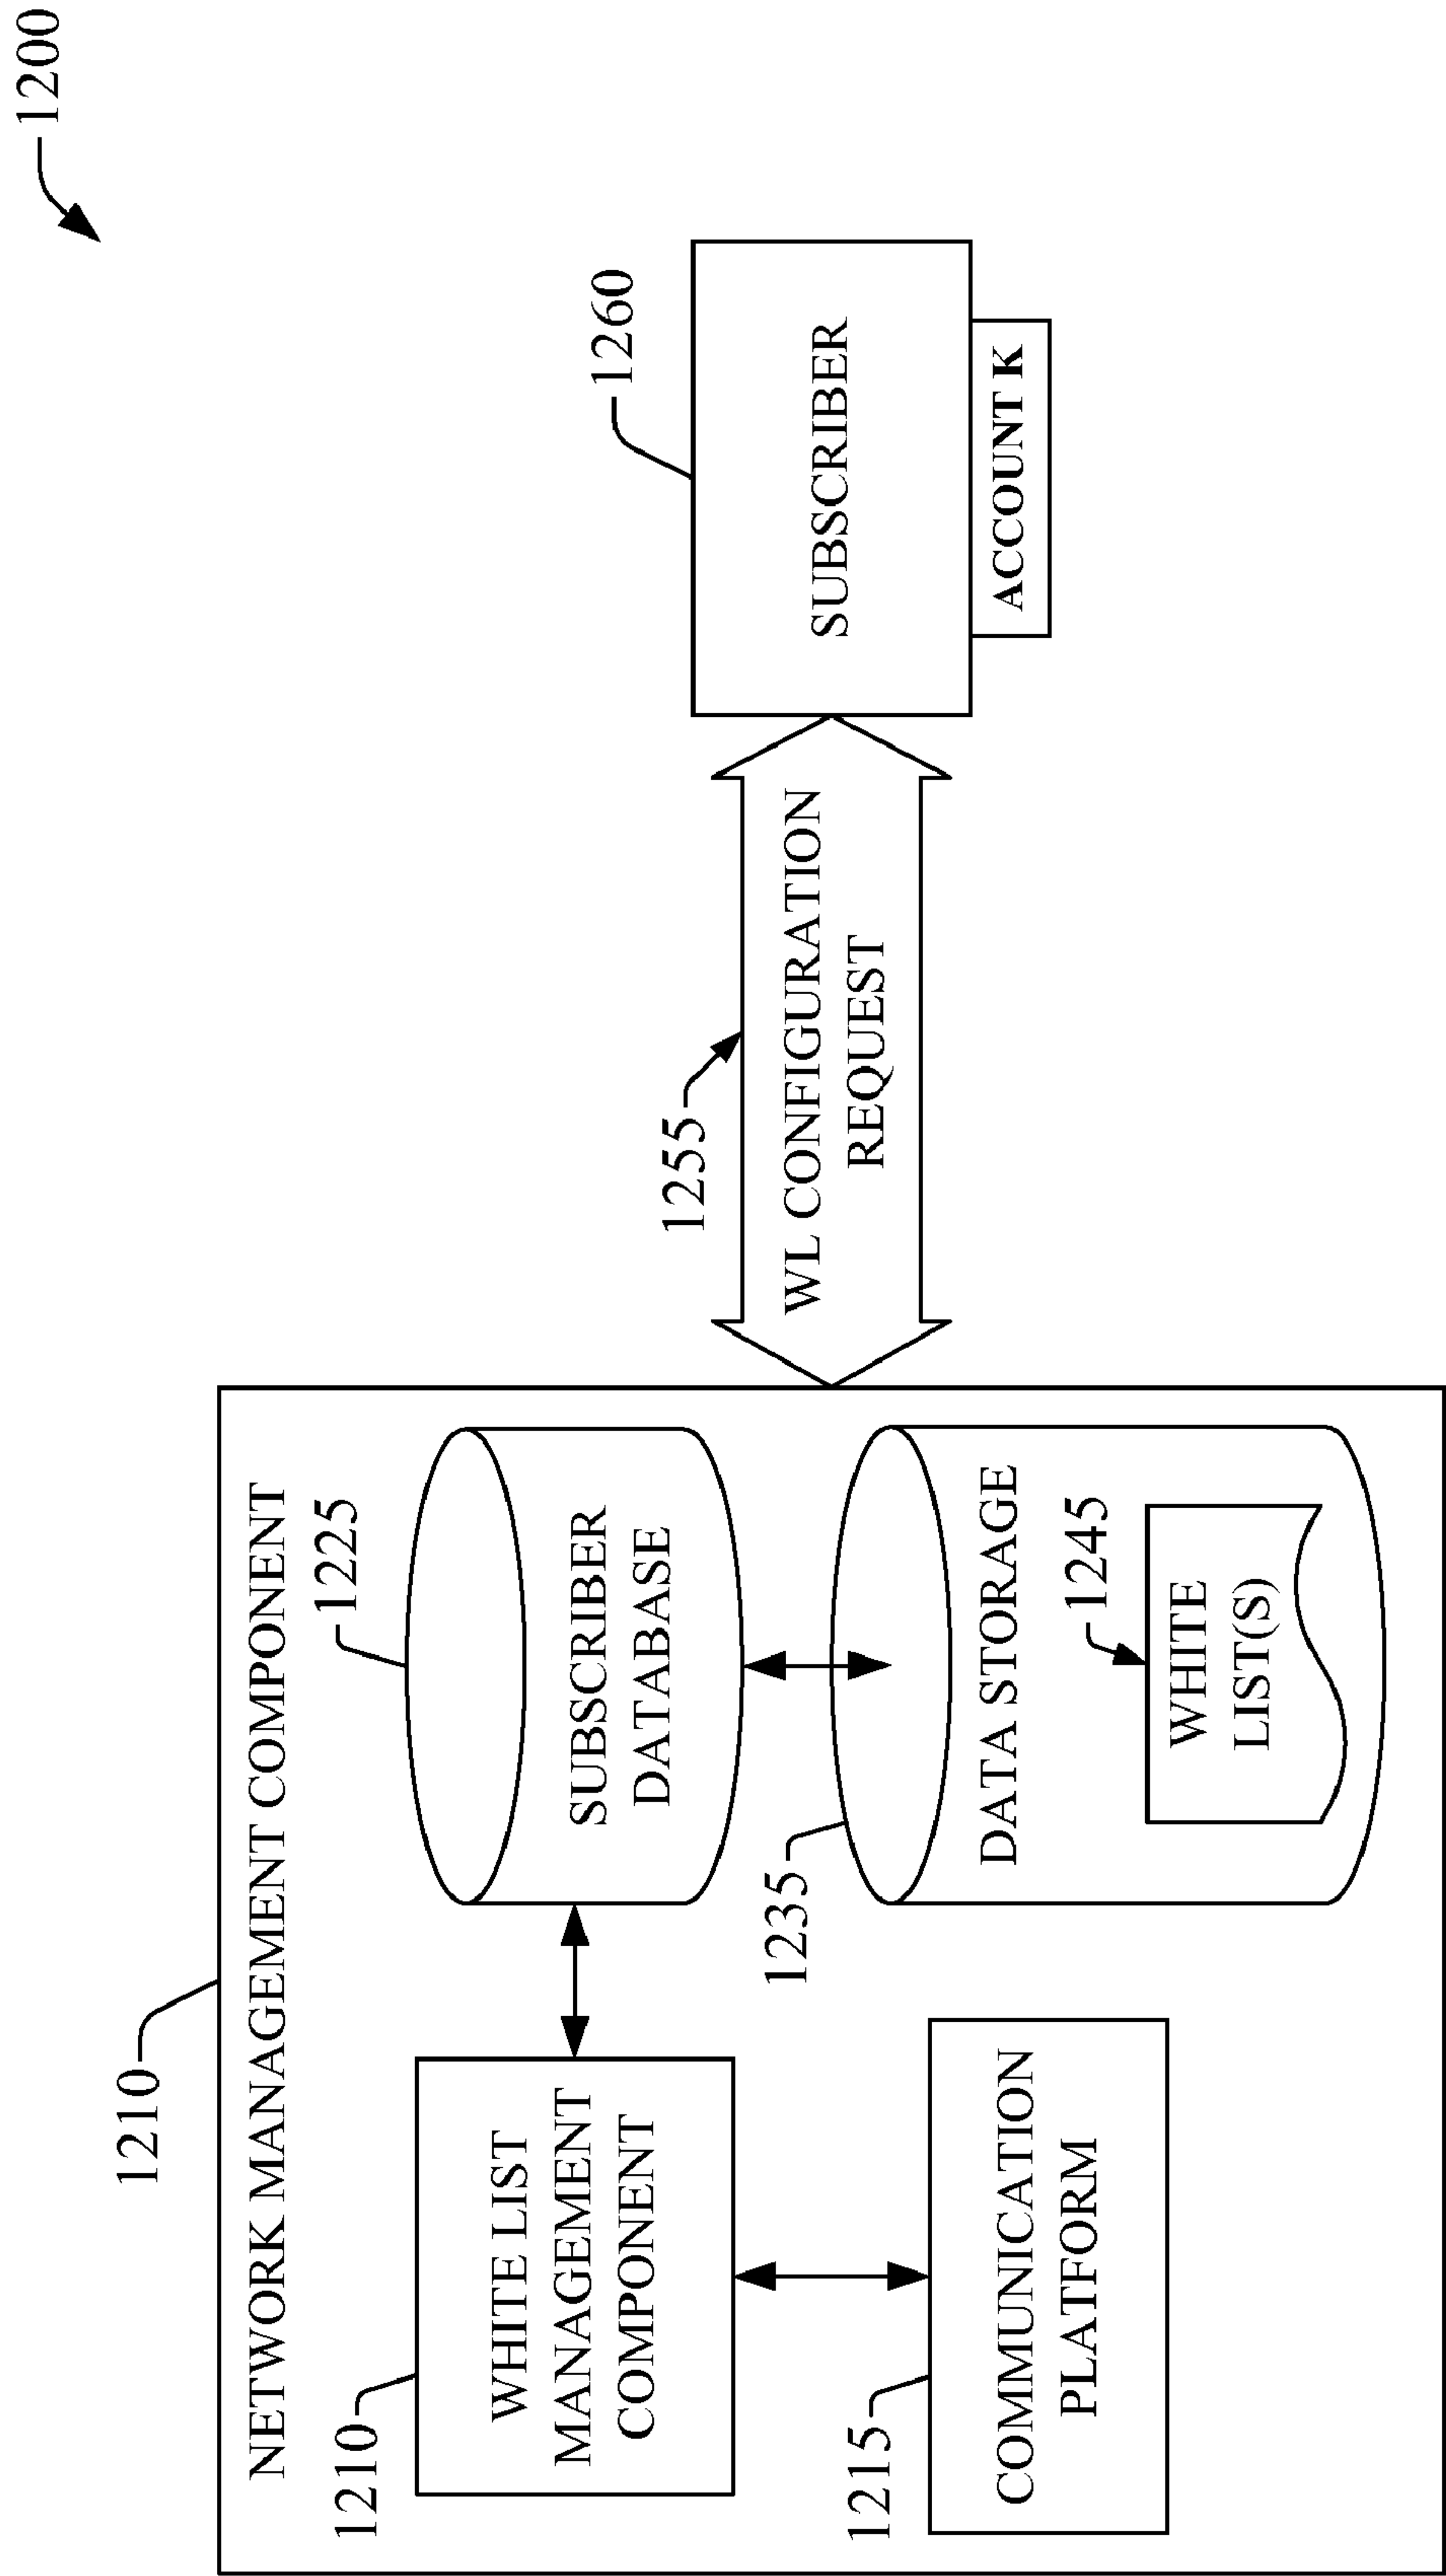 1200
1210
NETWORK MANAGEMENT COMPONENT
1210
WHITE LIST
MANAGEMENT
COMPONENT
1225
SUBSCRIBER
DATABASE
1215
COMMUNICATION
PLATFORM
1235
DATA STORAGE
1245
WHITE
LIST(S)
1255
WL CONFIGURATION
REQUEST
1260
SUBSCRIBER
ACCOUNT K